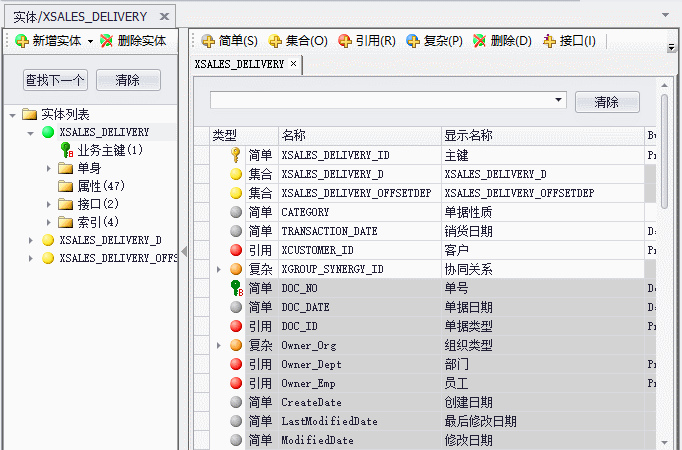 实体/XSALES_DELIVERY
新增实体 删除实体
简单(S) 集合(O) 引用(R) 复杂(P) 删除(D) 接口(I)
XSALES_DELIVERY
查找下一个 清除
清除
实体列表
XSALES_DELIVERY
业务主键(1)
单身
属性(47)
接口(2)
索引(4)
XSALES_DELIVERY_D
XSALES_DELIVERY_OFFS
类型 名称 显示名称
简单 XSALES_DELIVERY_ID 主键 Pr
集合 XSALES_DELIVERY_D XSALES_DELIVERY_D
集合 XSALES_DELIVERY_OFFSETDEP XSALES_DELIVERY_OFFSETDEP
简单 CATEGORY 单据性质
简单 TRANSACTION_DATE 销货日期
引用 XCUSTOMER_ID 客户 Pr
复杂 XGROUP_SYNERGY_ID 协同关系
简单 DOC_NO 单号
简单 DOC_DATE 单据日期
引用 DOC_ID 单据类型 Pr
复杂 Owner_Org 组织类型
引用 Owner_Dept 部门 Pr
引用 Owner_Emp 员工 Pr
简单 CreateDate 创建日期
简单 LastModifiedDate 最后修改日期
简单 ModifiedDate 修改日期